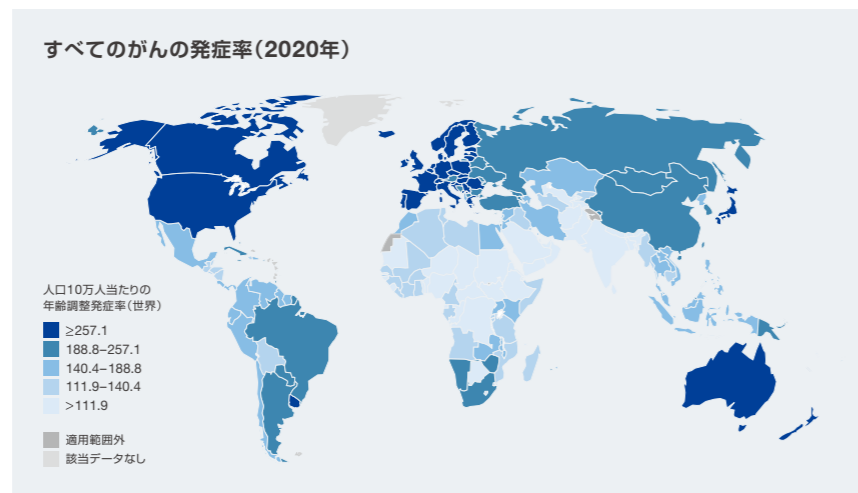 すべてのがんの発症率(2020年)
人口10万人当たりの
年齢調整発症率(世界)
≥257.1
188.8–257.1
140.4–188.8
111.9–140.4
>111.9
適用範囲外
該当データなし